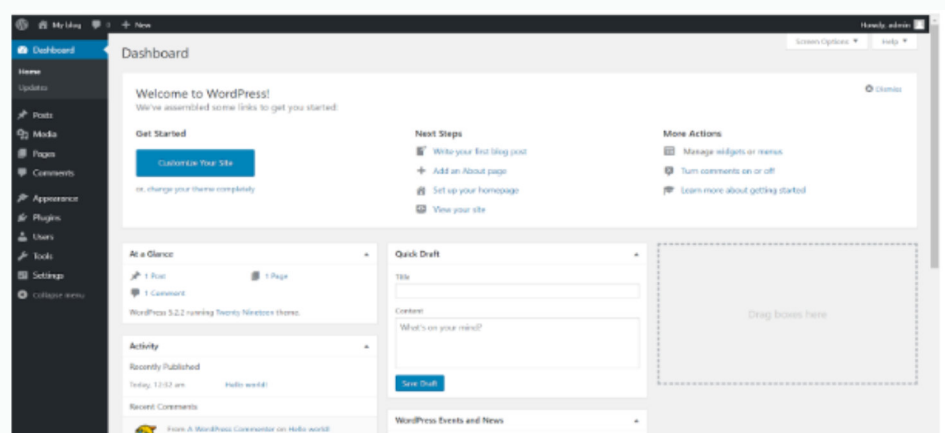 My blog 0 + New Howdy, admin
Dashboard
Home
Updates
Posts
Media
Pages
Comments
Appearance
Plugins
Users
Tools
Settings
Collapse menu
Screen Options ▼ Help ▼
Dashboard
Welcome to WordPress!
We've assembled some links to get you started:
Dismiss
Get Started
Customize Your Site
or, change your theme completely
Next Steps
Write your first blog post
Add an About page
Set up your homepage
View your site
More Actions
Manage widgets or menus
Turn comments on or off
Learn more about getting started
At a Glance
1 Post 1 Page
1 Comment
WordPress 5.2.2 running Twenty Nineteen theme.
Activity
Recently Published
Today, 12:02 am Hello world!
Recent Comments
From A WordPress Commenter on Hello world!
Quick Draft
Title
Content
What's on your mind?
Save Draft
WordPress Events and News
Drag boxes here